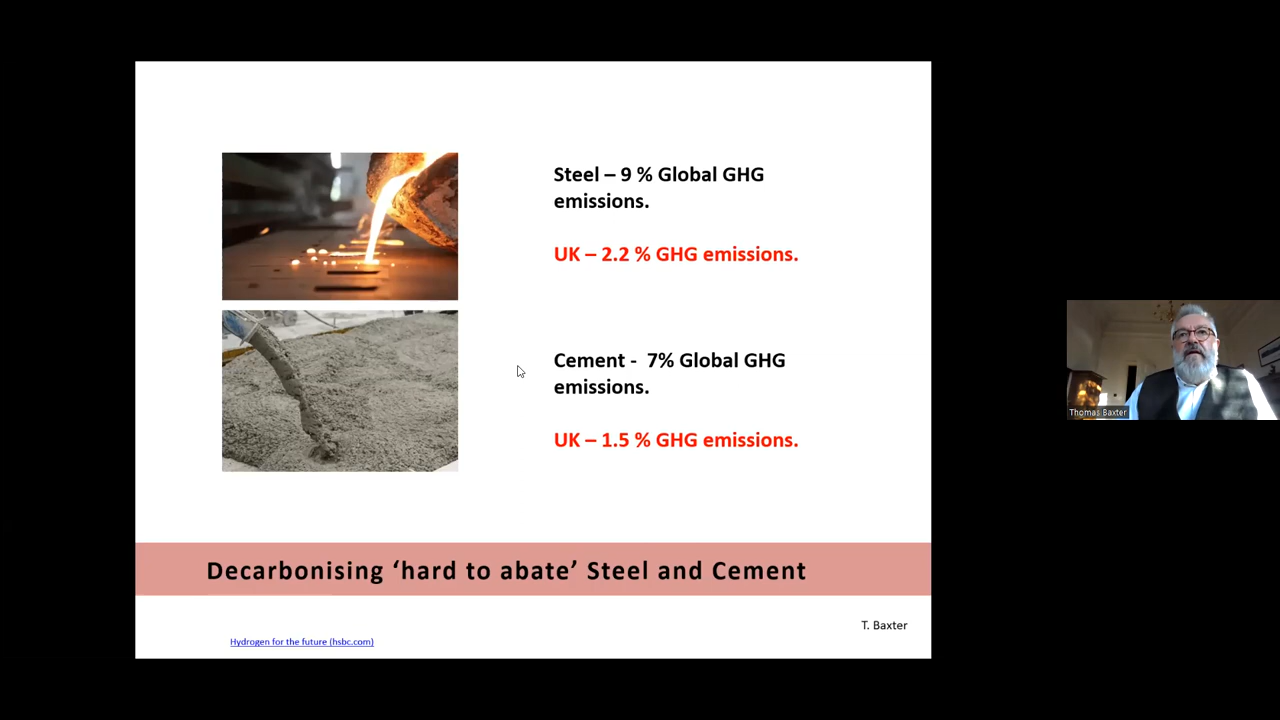 Steel – 9 % Global GHG
emissions.
UK – 2.2 % GHG emissions.
Cement -  7% Global GHG
emissions.
UK – 1.5 % GHG emissions.
Decarbonising ‘hard to abate’ Steel and Cement
T. Baxter
Hydrogen for the future (hsbc.com)
Thomas Baxter